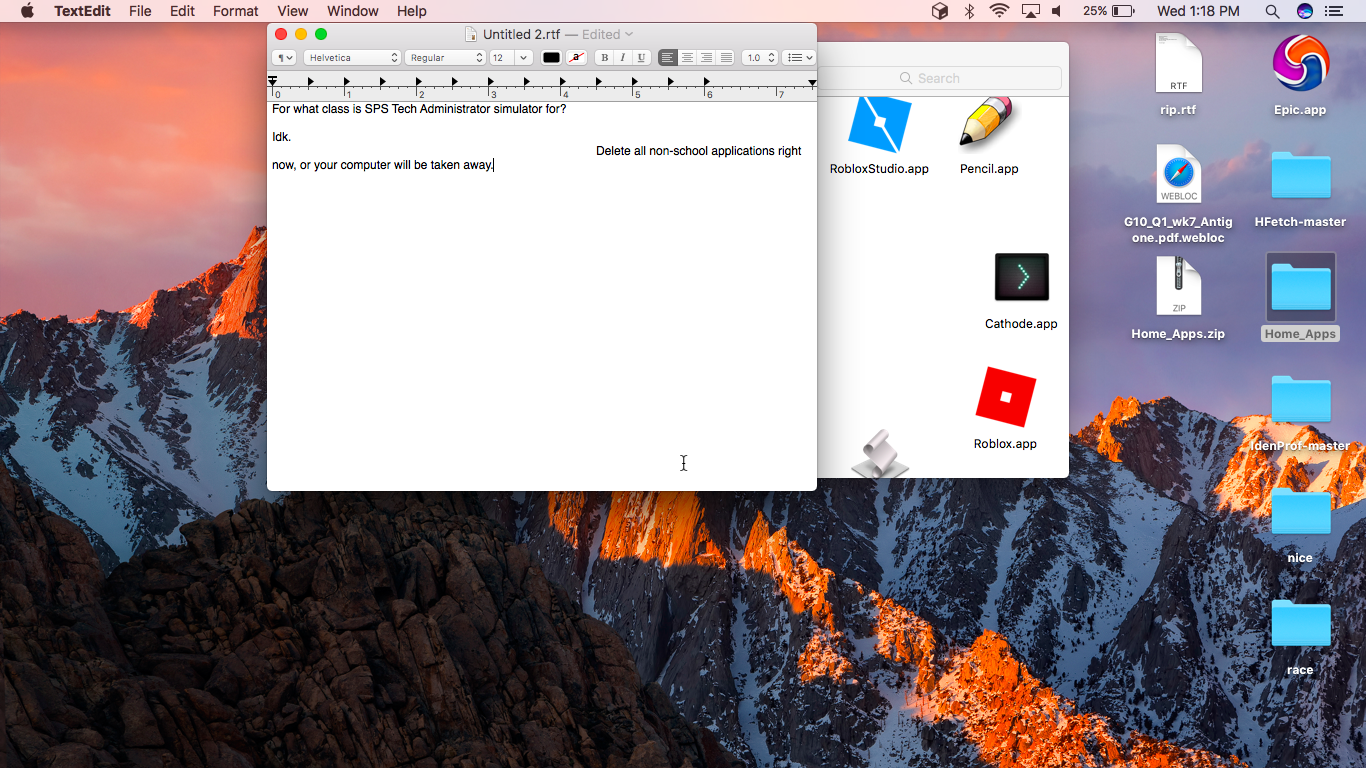 TextEdit File Edit Format View Window Help 25% Wed 1:18 PM
Untitled 2.rtf — Edited
¶ Helvetica Regular 12 a B I U 1.0
0 1 2 3 4 5 6 7
For what class is SPS Tech Administrator simulator for?
Idk.
Delete all non-school applications right
now, or your computer will be taken away.
Search
RobloxStudio.app
Pencil.app
Cathode.app
Roblox.app
RTF
rip.rtf
Epic.app
WEBLOC
G10_Q1_wk7_Antig
one.pdf.webloc
HFetch-master
ZIP
Home_Apps.zip
Home_Apps
IdenProf-master
nice
race